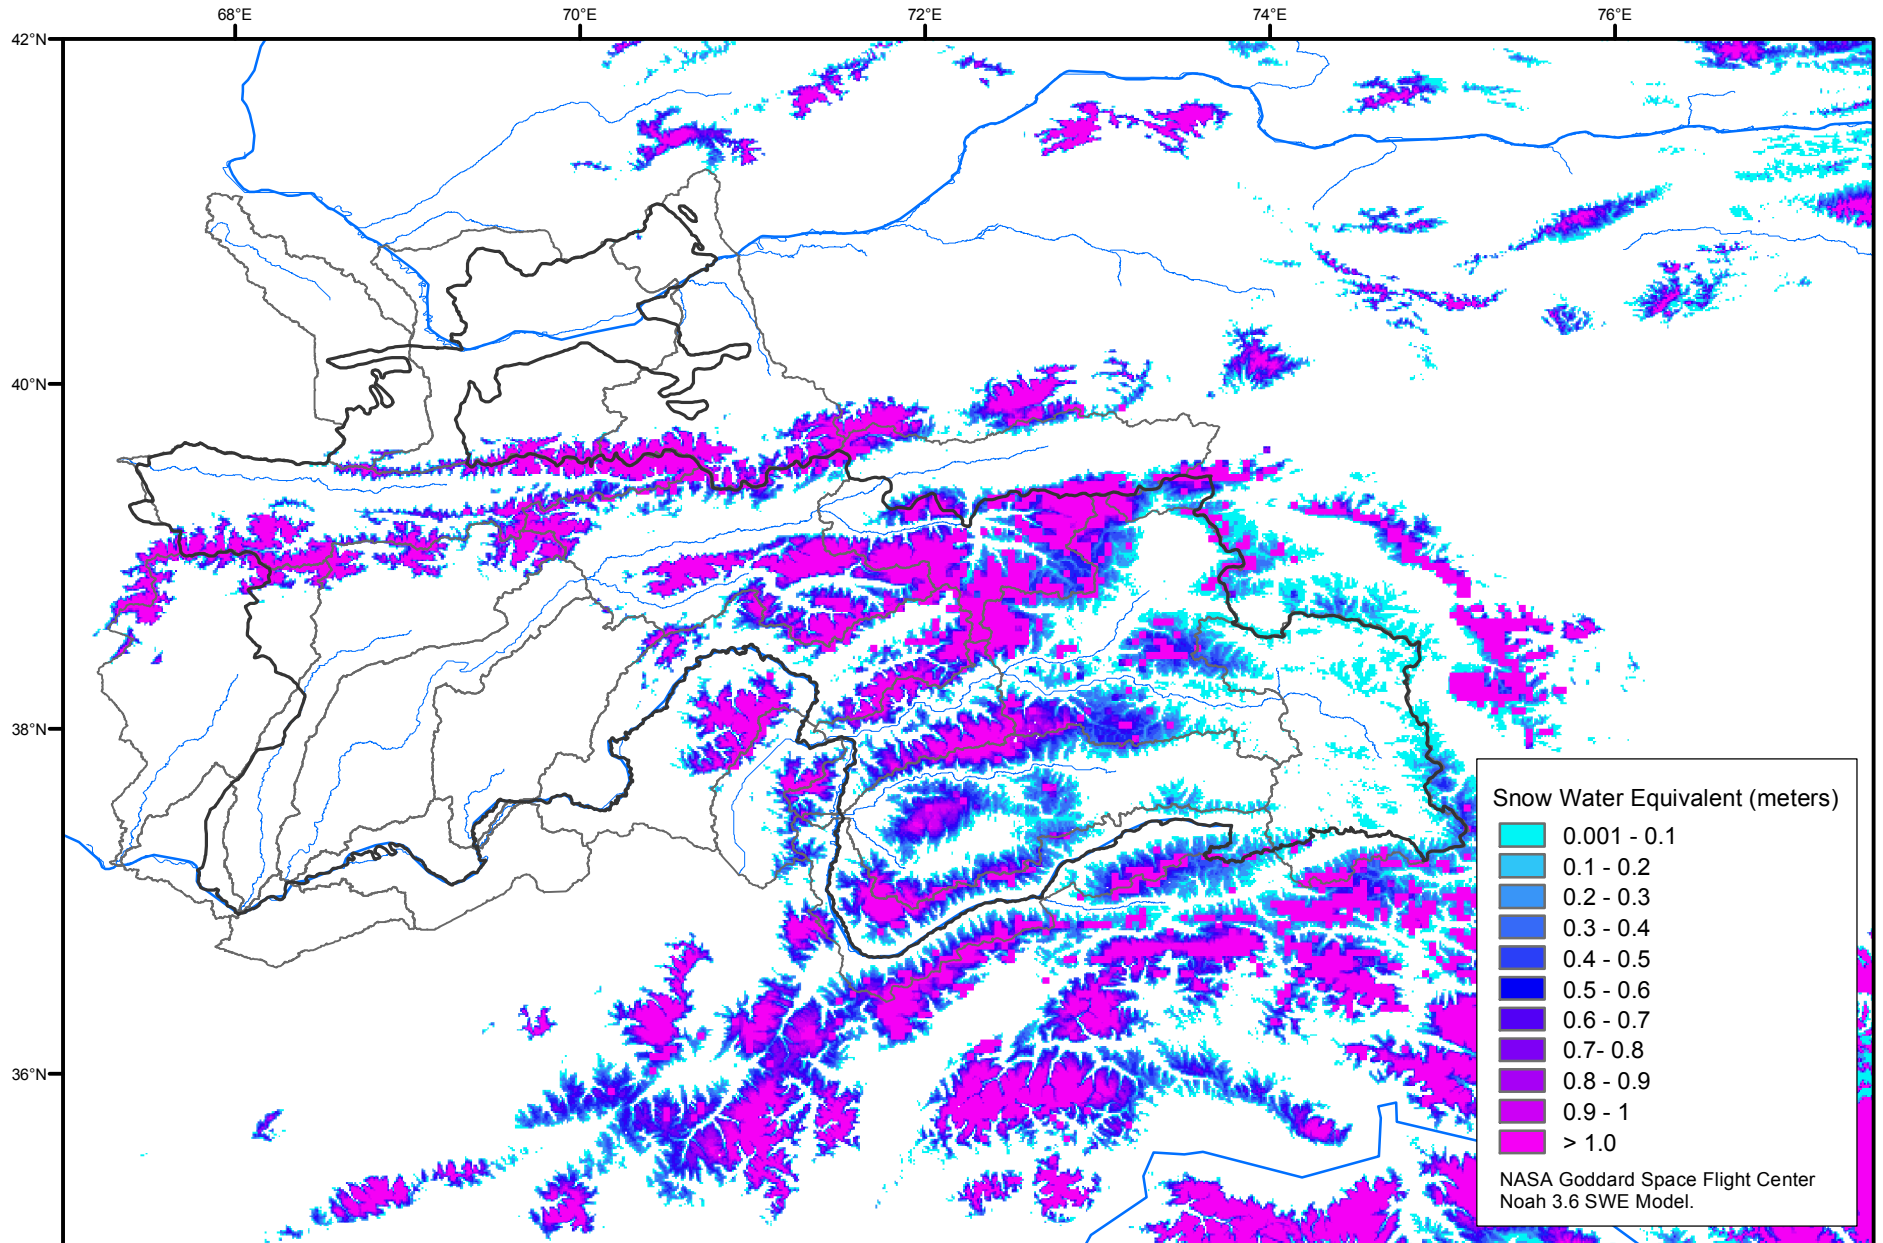 68°E 70°E 72°E 74°E 76°E
42°N
40°N
38°N
36°N
Snow Water Equivalent (meters)
0.001 - 0.1
0.1 - 0.2
0.2 - 0.3
0.3 - 0.4
0.4 - 0.5
0.5 - 0.6
0.6 - 0.7
0.7- 0.8
0.8 - 0.9
0.9 - 1
> 1.0
NASA Goddard Space Flight Center
Noah 3.6 SWE Model.